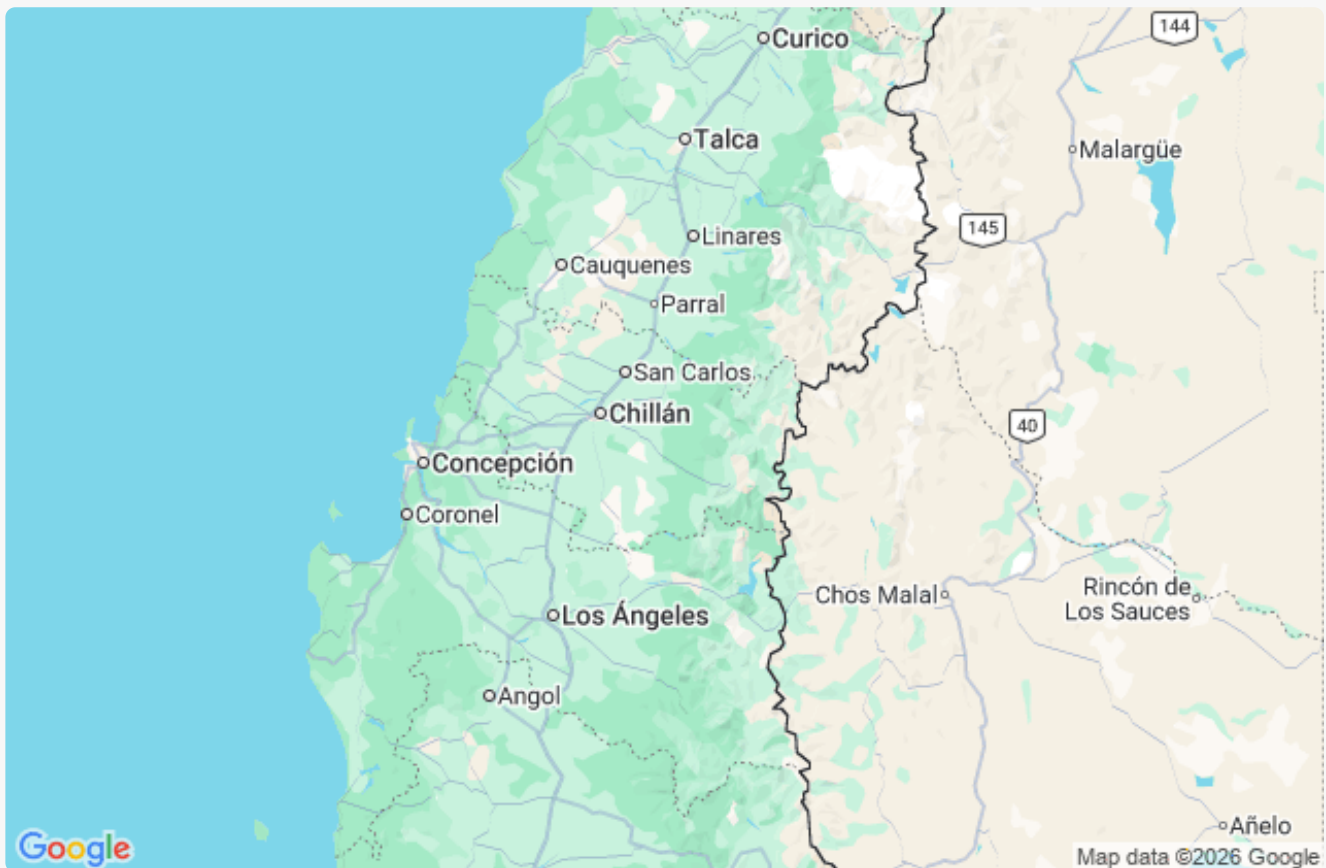 144
Curico
Talca
Malargüe
145
Linares
Cauquenes
Parral
San Carlos
Chillán
40
Concepción
Coronel
Chos Malal
Rincón de
Los Sauces
Los Ángeles
Angol
Añelo
Google
Map data ©2026 Google